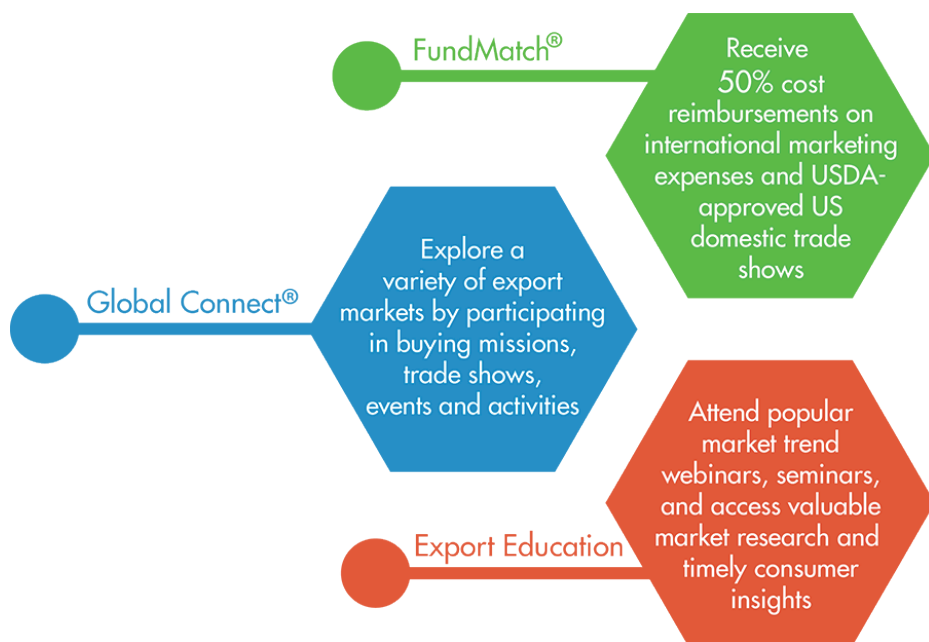 FundMatch®
Receive
50% cost
reimbursements on
international marketing
expenses and USDA-
approved US
domestic trade
shows
Global Connect®
Explore a
variety of export
markets by participating
in buying missions,
trade shows,
events and activities
Export Education
Attend popular
market trend
webinars, seminars,
and access valuable
market research and
timely consumer
insights